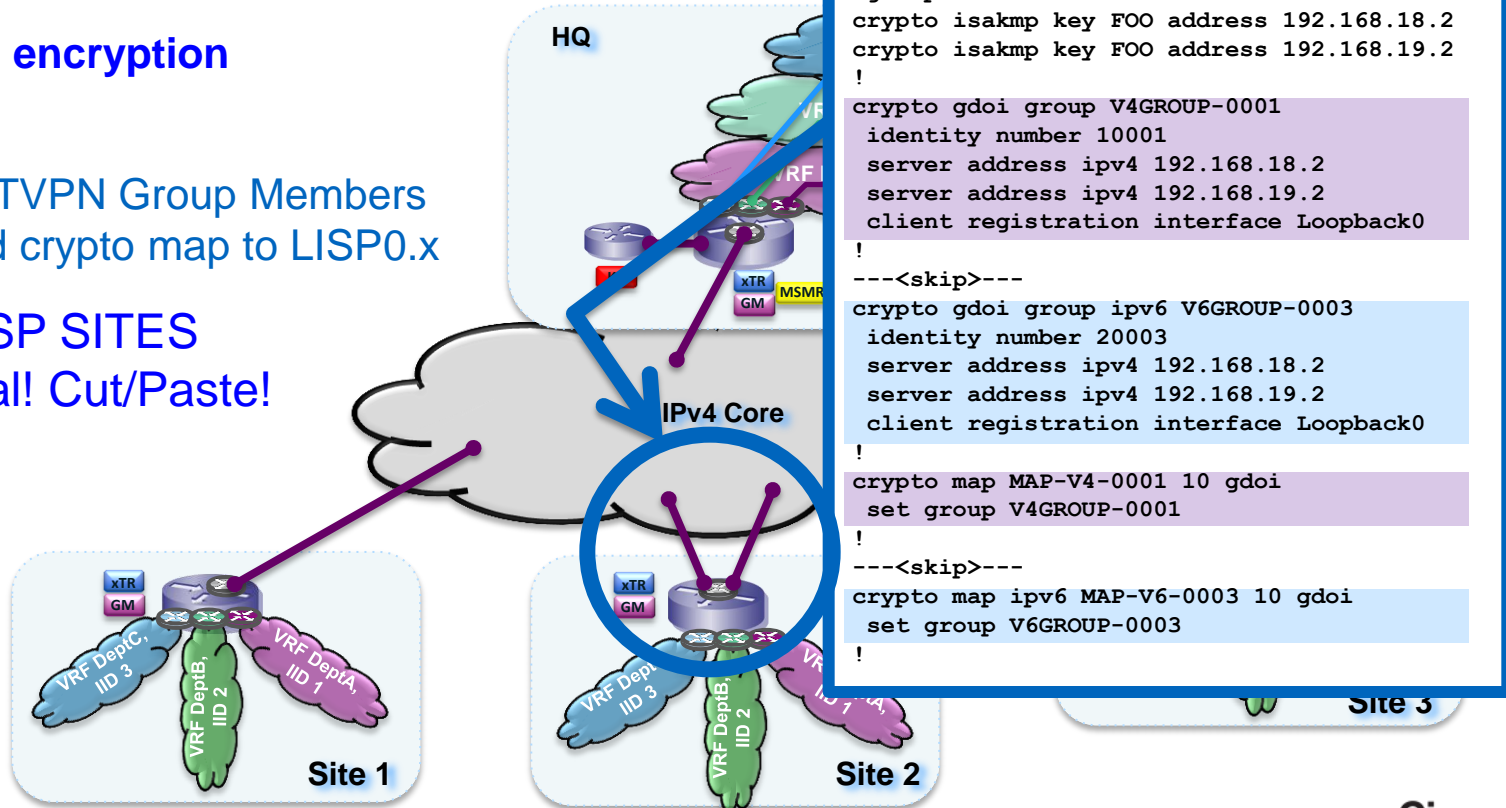 encryption
TVPN Group Members
crypto map to LISP0.x
SP SITES
al! Cut/Paste!
HQ
xTR
GM
MSMR
IPv4 Core
crypto isakmp key FOO address 192.168.18.2
crypto isakmp key FOO address 192.168.19.2
!
crypto gdoi group V4GROUP-0001
identity number 10001
server address ipv4 192.168.18.2
server address ipv4 192.168.19.2
client registration interface Loopback0
!
---<skip>---
crypto gdoi group ipv6 V6GROUP-0003
identity number 20003
server address ipv4 192.168.18.2
server address ipv4 192.168.19.2
client registration interface Loopback0
!
crypto map MAP-V4-0001 10 gdoi
set group V4GROUP-0001
!
---<skip>---
crypto map ipv6 MAP-V6-0003 10 gdoi
set group V6GROUP-0003
!
xTR
GM
VRF DeptC,
IID 3
VRF DeptB,
IID 2
VRF DeptA,
IID 1
Site 1
xTR
GM
VRF Dept
IID 3
VRF DeptB,
IID 2
IID 1
Site 2
Site 3